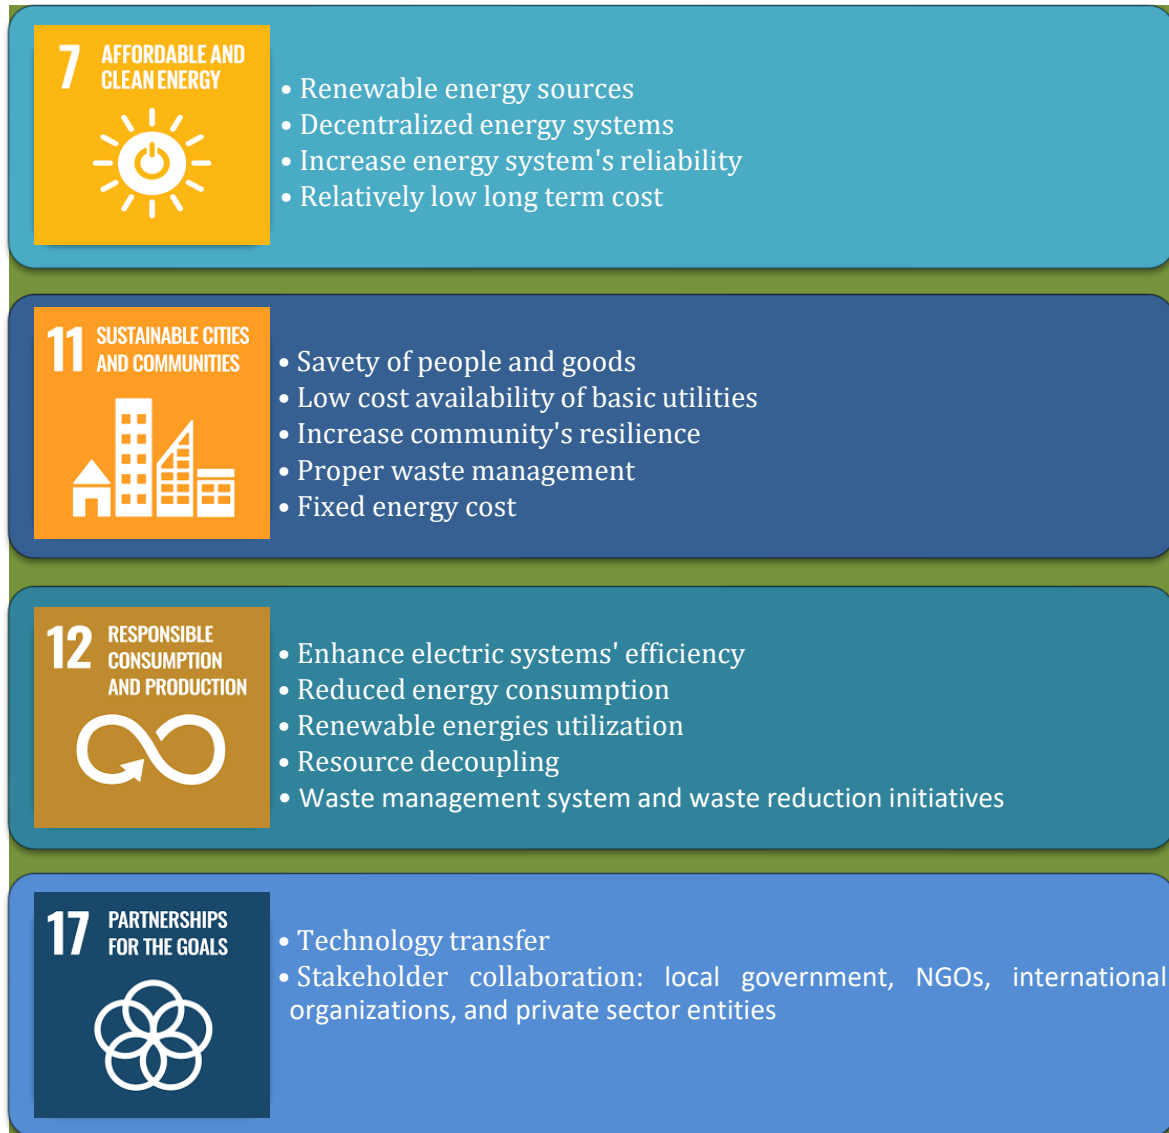 7 AFFORDABLE AND
CLEAN ENERGY
• Renewable energy sources
• Decentralized energy systems
• Increase energy system's reliability
• Relatively low long term cost
11 SUSTAINABLE CITIES
AND COMMUNITIES
• Savety of people and goods
• Low cost availability of basic utilities
• Increase community's resilience
• Proper waste management
• Fixed energy cost
12 RESPONSIBLE
CONSUMPTION
AND PRODUCTION
• Enhance electric systems' efficiency
• Reduced energy consumption
• Renewable energies utilization
• Resource decoupling
• Waste management system and waste reduction initiatives
17 PARTNERSHIPS
FOR THE GOALS
• Technology transfer
• Stakeholder collaboration: local government, NGOs, international
organizations, and private sector entities